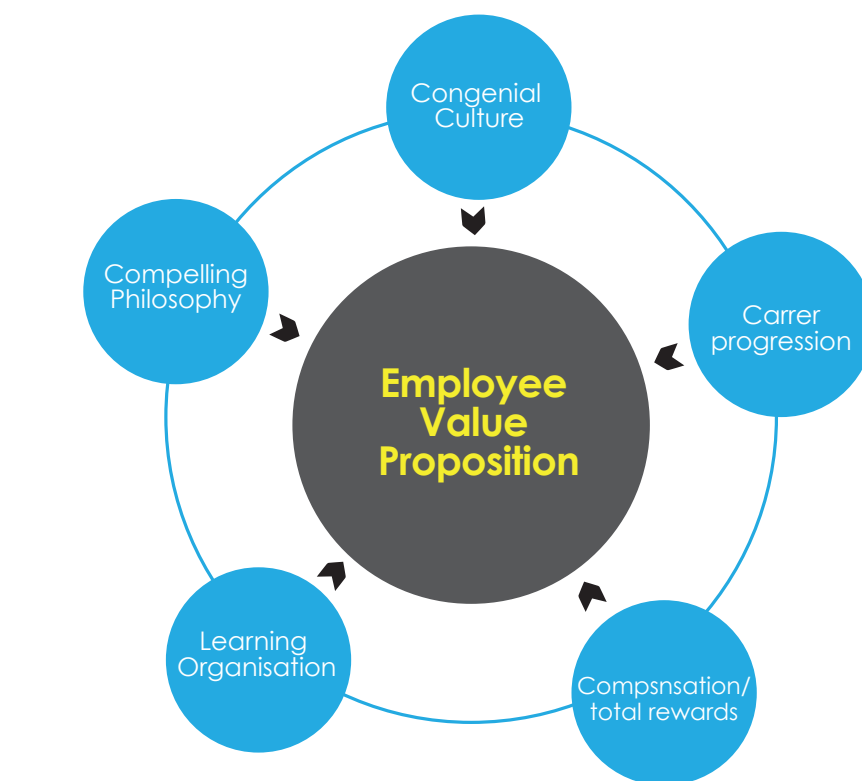 Congenial
Culture
Compelling
Philosophy
Carrer
progression
Employee
Value
Proposition
Learning
Organisation
Compsnsation/
total rewards